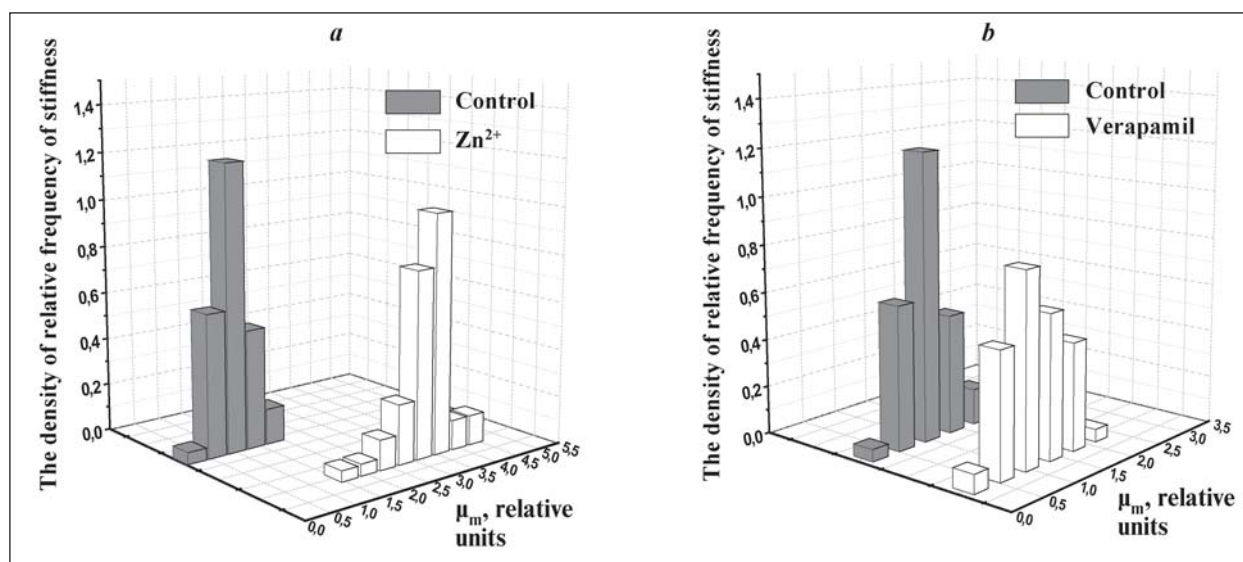 a
The density of relative frequency of stiffness
1,4
1,2
1,0
0,8
0,6
0,4
0,2
0,0
Control
Zn²⁺
0,0 0,5 1,0 1,5 2,0 2,5 3,0 3,5 4,0 4,5 5,0 5,5
μₘ, relative
units
b
The density of relative frequency of stiffness
1,4
1,2
1,0
0,8
0,6
0,4
0,2
0,0
Control
Verapamil
0,0 0,5 1,0 1,5 2,0 2,5 3,0 3,5
μₘ, relative
units